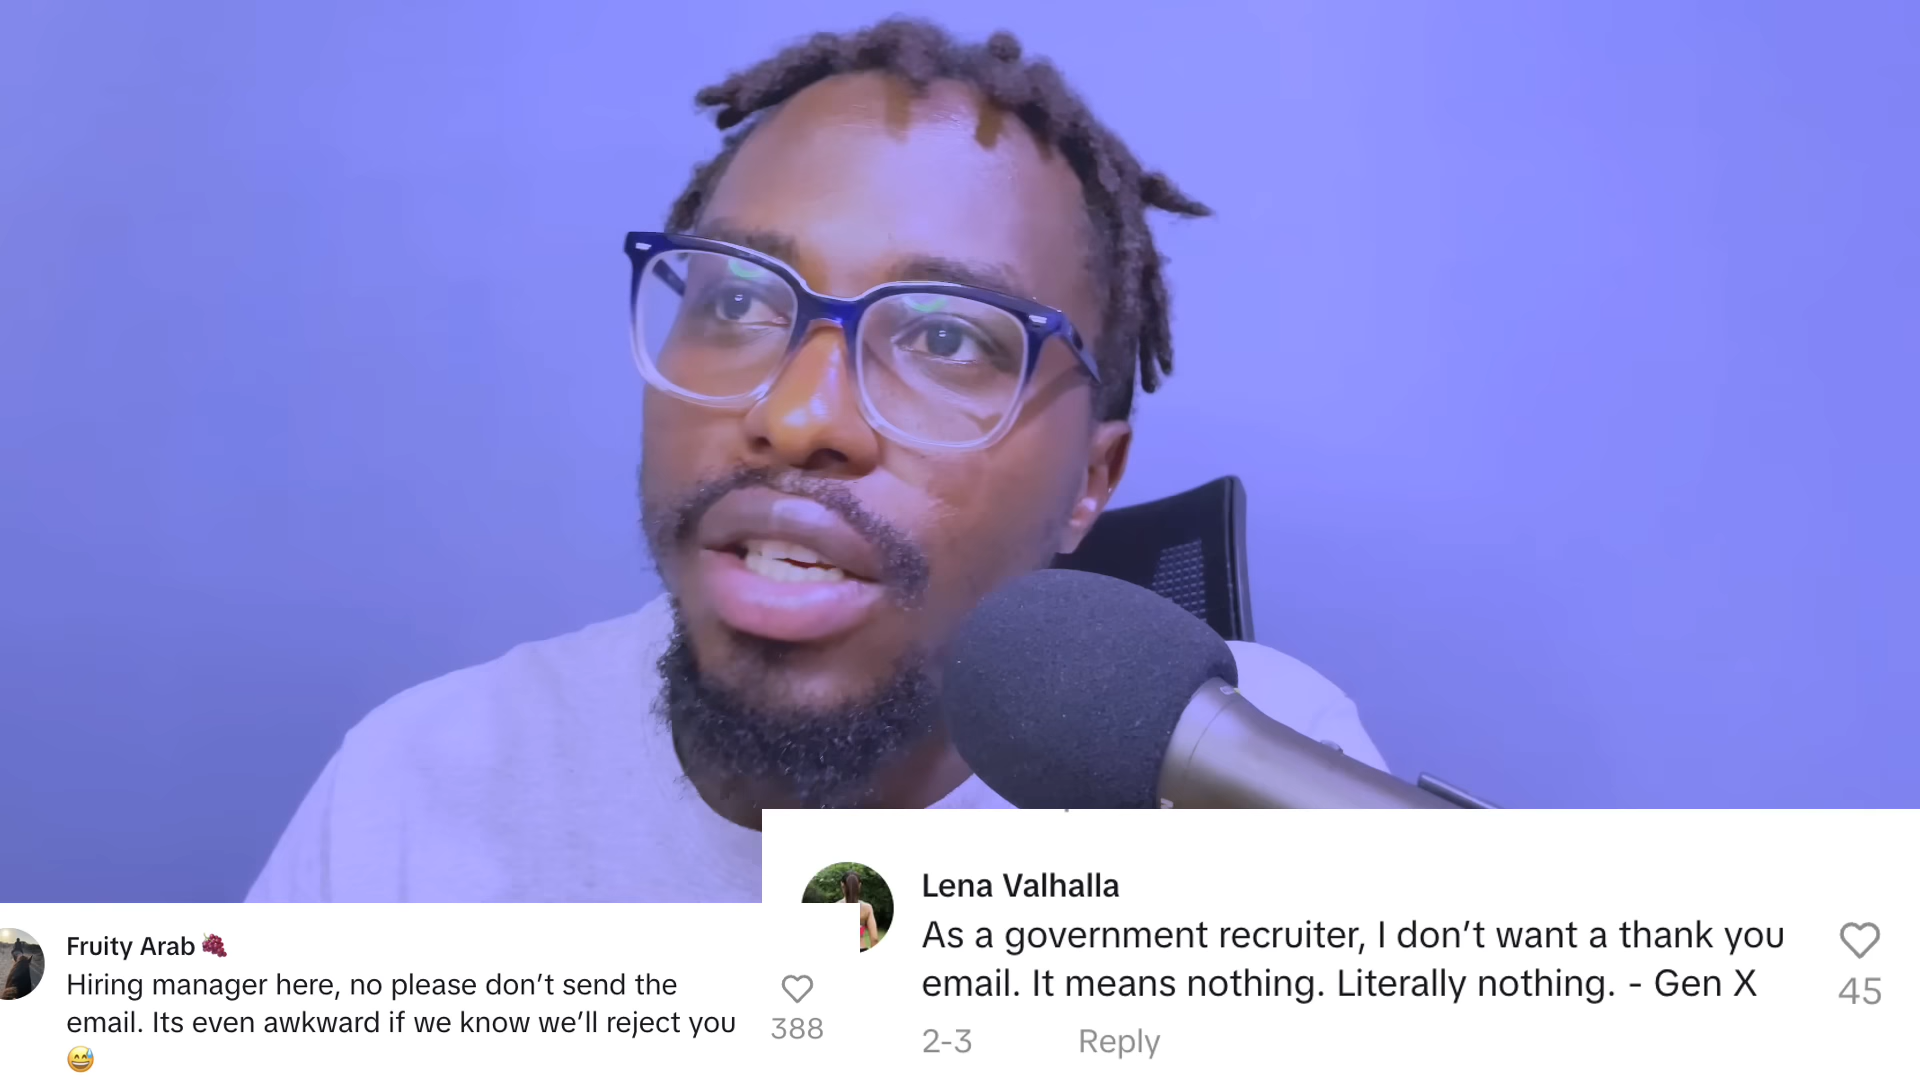 Fruity Arab 🍇
Hiring manager here, no please don’t send the
email. Its even awkward if we know we’ll reject you
😅
388
Lena Valhalla
As a government recruiter, I don’t want a thank you
email. It means nothing. Literally nothing. - Gen X
2-3 Reply
45